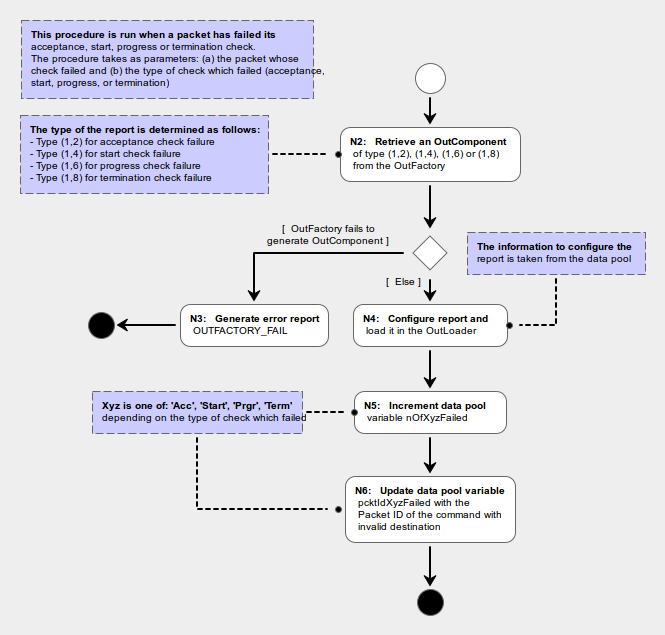 This procedure is run when a packet has failed its
acceptance, start, progress or termination check.
The procedure takes as parameters: (a) the packet whose
check failed and (b) the type of check which failed (acceptance,
start, progress, or termination)
The type of the report is determined as follows:
- Type (1,2) for acceptance check failure
- Type (1,4) for start check failure
- Type (1,6) for progress check failure
- Type (1,8) for termination check failure
N2: Retrieve an OutComponent
of type (1,2), (1,4), (1,6) or (1,8)
from the OutFactory
[ OutFactory fails to
generate OutComponent ]
The information to configure the
report is taken from the data pool
[ Else ]
N3: Generate error report
OUTFACTORY_FAIL
N4: Configure report and
load it in the OutLoader
Xyz is one of: 'Acc', 'Start', 'Prgr', 'Term'
depending on the type of check which failed
N5: Increment data pool
variable nOfXyzFailed
N6: Update data pool variable
pcktIdXyzFailed with the
Packet ID of the command with
invalid destination